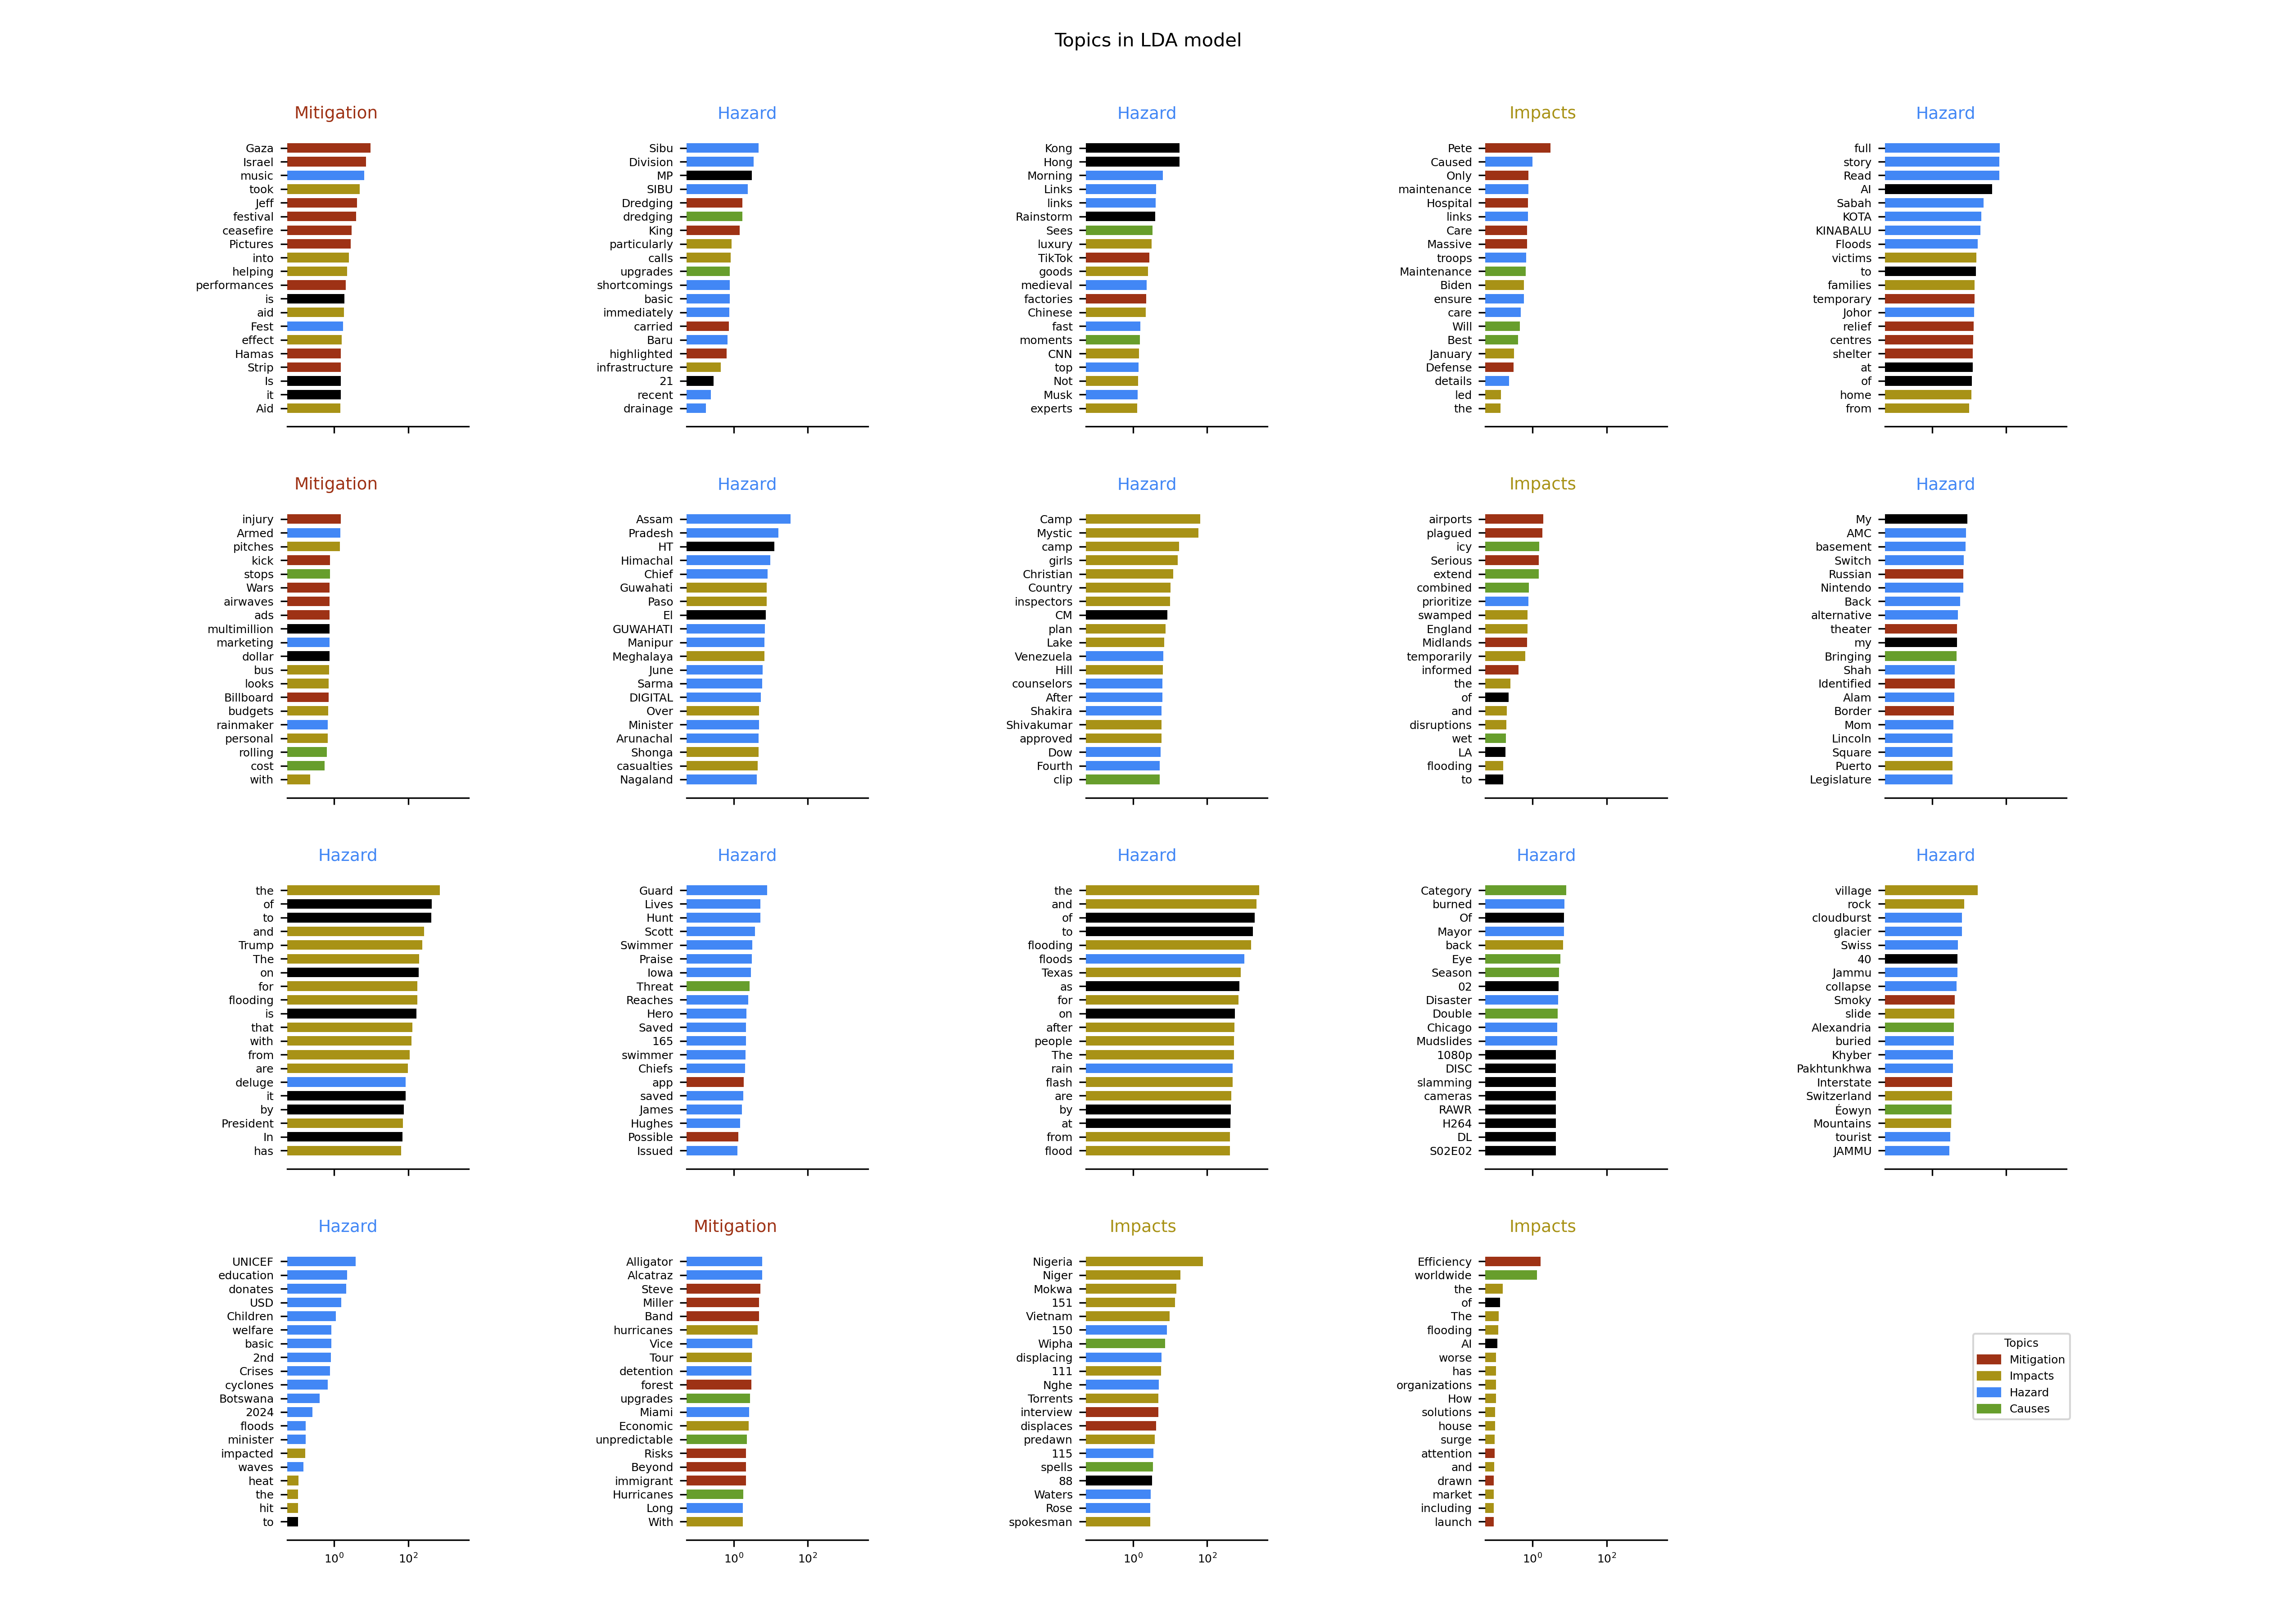 Topics in LDA model
Mitigation
Gaza
Israel
music
took
Jeff
festival
ceasefire
Pictures
into
helping
performances
is
aid
Fest
effect
Hamas
Strip
Is
it
Aid
Hazard
Sibu
Division
MP
SIBU
Dredging
dredging
King
particularly
calls
upgrades
shortcomings
basic
immediately
carried
Baru
highlighted
infrastructure
21
recent
drainage
Hazard
Kong
Hong
Morning
Links
links
Rainstorm
Sees
luxury
TikTok
goods
medieval
factories
Chinese
fast
moments
CNN
top
Not
Musk
experts
Impacts
Pete
Caused
Only
maintenance
Hospital
links
Care
Massive
troops
Maintenance
Biden
ensure
care
Will
Best
January
Defense
details
led
the
Hazard
full
story
Read
AI
Sabah
KOTA
KINABALU
Floods
victims
to
families
temporary
Johor
relief
centres
shelter
at
of
home
from
Mitigation
injury
Armed
pitches
kick
stops
Wars
airwaves
ads
multimillion
marketing
dollar
bus
looks
Billboard
budgets
rainmaker
personal
rolling
cost
with
Hazard
Assam
Pradesh
HT
Himachal
Chief
Guwahati
Paso
El
GUWAHATI
Manipur
Meghalaya
June
Sarma
DIGITAL
Over
Minister
Arunachal
Shonga
casualties
Nagaland
Hazard
Camp
Mystic
camp
girls
Christian
Country
inspectors
CM
plan
Lake
Venezuela
Hill
counselors
After
Shakira
Shivakumar
approved
Dow
Fourth
clip
Impacts
airports
plagued
icy
Serious
extend
combined
prioritize
swamped
England
Midlands
temporarily
informed
the
of
and
disruptions
wet
LA
flooding
to
Hazard
My
AMC
basement
Switch
Russian
Nintendo
Back
alternative
theater
my
Bringing
Shah
Identified
Alam
Border
Mom
Lincoln
Square
Puerto
Legislature
Hazard
the
of
to
and
Trump
The
on
for
flooding
is
that
with
from
are
deluge
it
by
President
In
has
Hazard
Guard
Lives
Hunt
Scott
Swimmer
Praise
Iowa
Threat
Reaches
Hero
Saved
165
swimmer
Chiefs
app
saved
James
Hughes
Possible
Issued
Hazard
the
and
of
to
flooding
floods
Texas
as
for
on
after
people
The
rain
flash
are
by
at
from
flood
Hazard
Category
burned
Of
Mayor
back
Eye
Season
02
Disaster
Double
Chicago
Mudslides
1080p
DISC
slamming
cameras
RAWR
H264
DL
S02E02
Hazard
village
rock
cloudburst
glacier
Swiss
40
Jammu
collapse
Smoky
slide
Alexandria
buried
Khyber
Pakhtunkhwa
Interstate
Switzerland
Éowyn
Mountains
tourist
JAMMU
Hazard
UNICEF
education
donates
USD
Children
welfare
basic
2nd
Crises
cyclones
Botswana
2024
floods
minister
impacted
waves
heat
the
hit
to
10⁰ 10²
Mitigation
Alligator
Alcatraz
Steve
Miller
Band
hurricanes
Vice
Tour
detention
forest
upgrades
Miami
Economic
unpredictable
Risks
Beyond
immigrant
Hurricanes
Long
With
10⁰ 10²
Impacts
Nigeria
Niger
Mokwa
151
Vietnam
150
Wipha
displacing
111
Nghe
Torrents
interview
displaces
predawn
115
spells
88
Waters
Rose
spokesman
10⁰ 10²
Impacts
Efficiency
worldwide
the
of
The
flooding
AI
worse
has
organizations
How
solutions
house
surge
attention
and
drawn
market
including
launch
10⁰ 10²
Topics
Mitigation
Impacts
Hazard
Causes